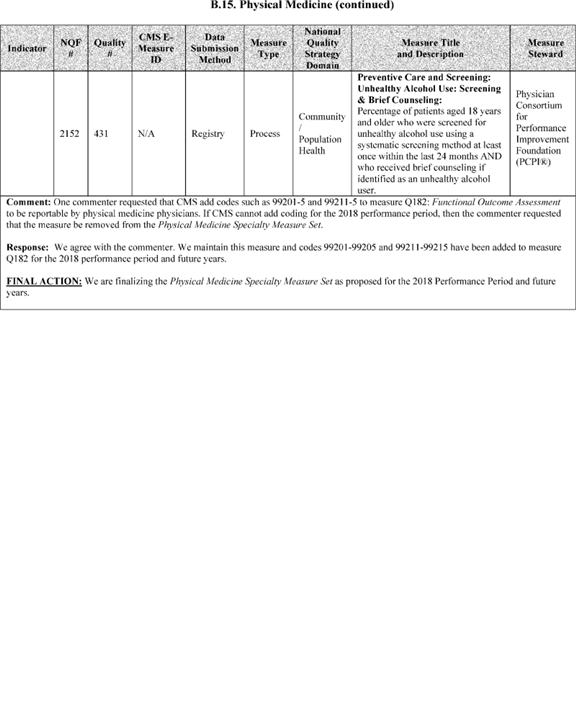 B.15. Physical Medicine (continued)
Indicator
NQF
#
Quality
#
CMS E-
Measure
ID
Data
Submission
Method
Measure
Type
National
Quality
Strategy
Domain
Measure Title
and Description
Measure
Steward
2152
431
N/A
Registry
Process
Community
/
Population
Health
Preventive Care and Screening:
Unhealthy Alcohol Use: Screening
& Brief Counseling:
Percentage of patients aged 18 years
and older who were screened for
unhealthy alcohol use using a
systematic screening method at least
once within the last 24 months AND
who received brief counseling if
identified as an unhealthy alcohol
user.
Physician
Consortium
for
Performance
Improvement
Foundation
(PCPI®)
Comment: One commenter requested that CMS add codes such as 99201-5 and 99211-5 to measure Q182: Functional Outcome Assessment
to be reportable by physical medicine physicians. If CMS cannot add coding for the 2018 performance period, then the commenter requested
that the measure be removed from the Physical Medicine Specialty Measure Set.
Response: We agree with the commenter. We maintain this measure and codes 99201-99205 and 99211-99215 have been added to measure
Q182 for the 2018 performance period and future years.
FINAL ACTION: We are finalizing the Physical Medicine Specialty Measure Set as proposed for the 2018 Performance Period and future
years.